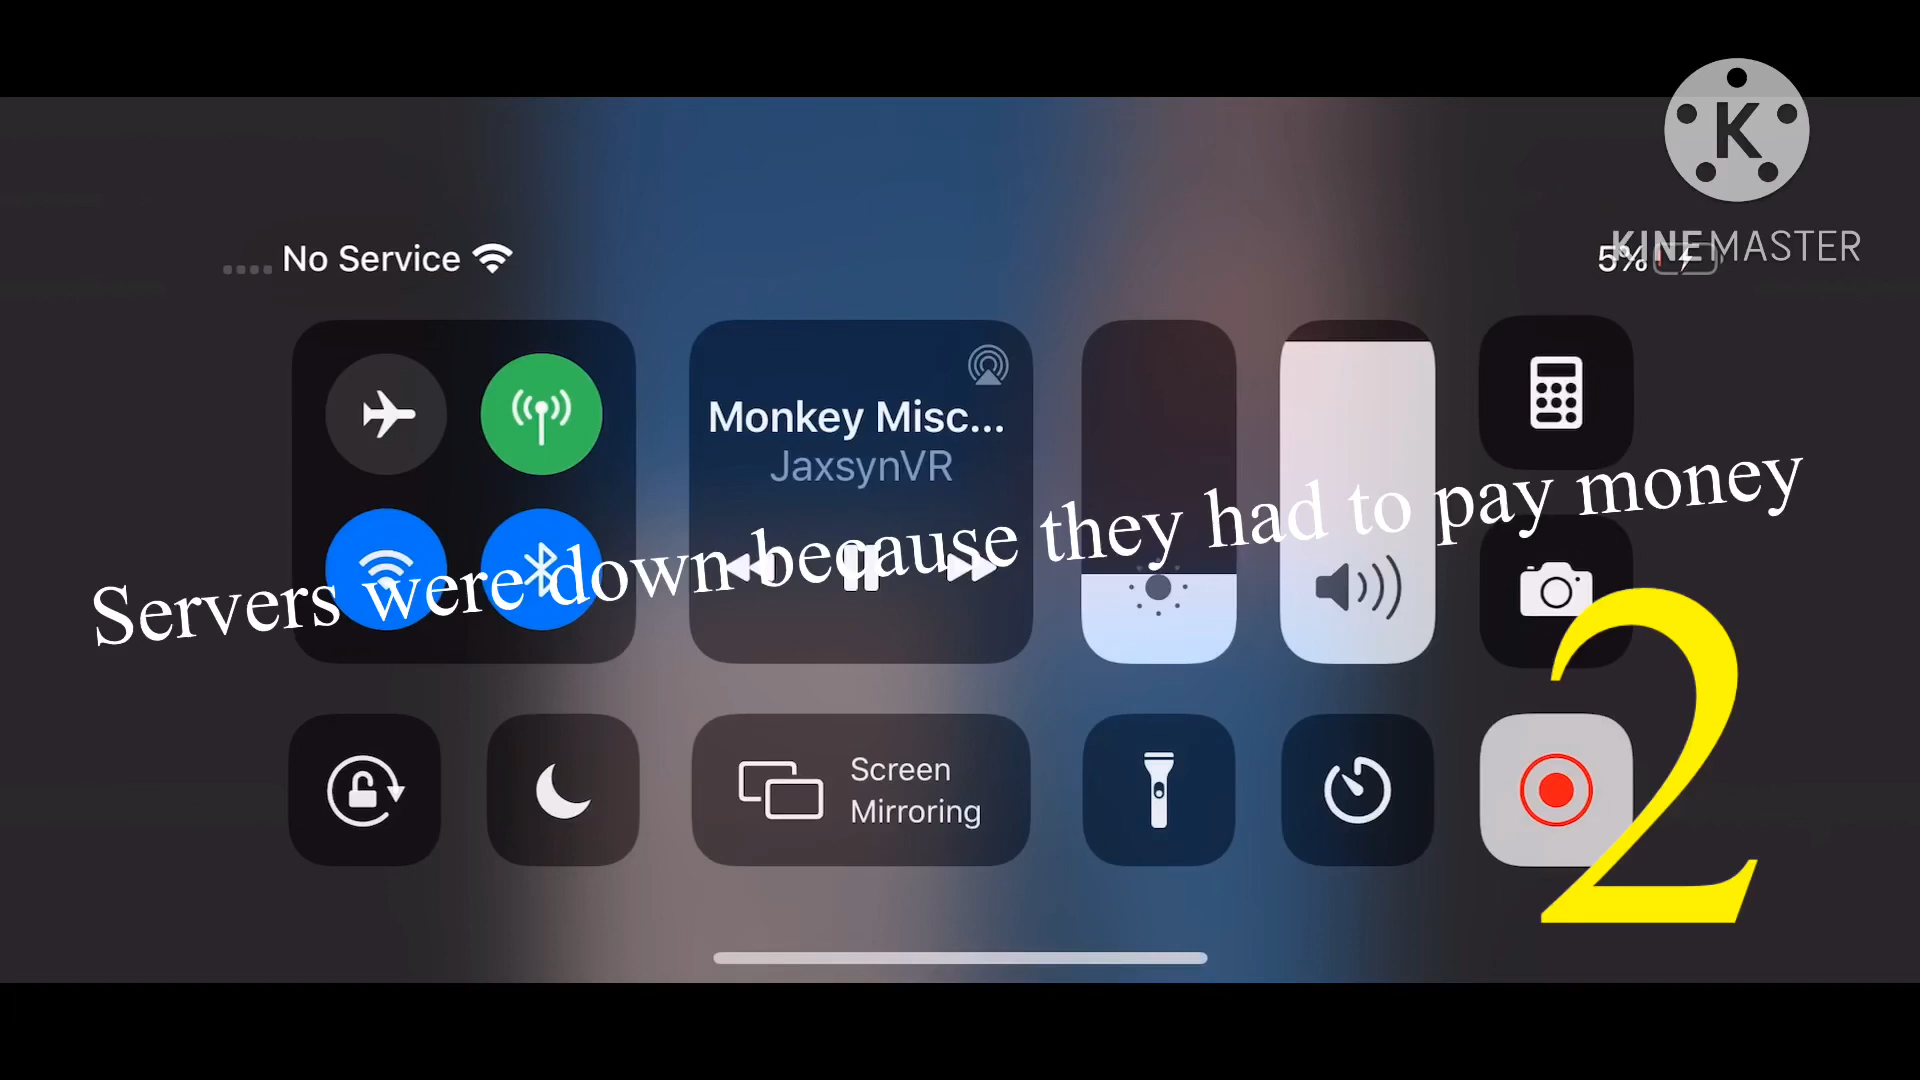 No Service
5%
K
KINEMASTER
Monkey Misc...
JaxsynVR
Servers were down because they had to pay money
2
Screen
Mirroring